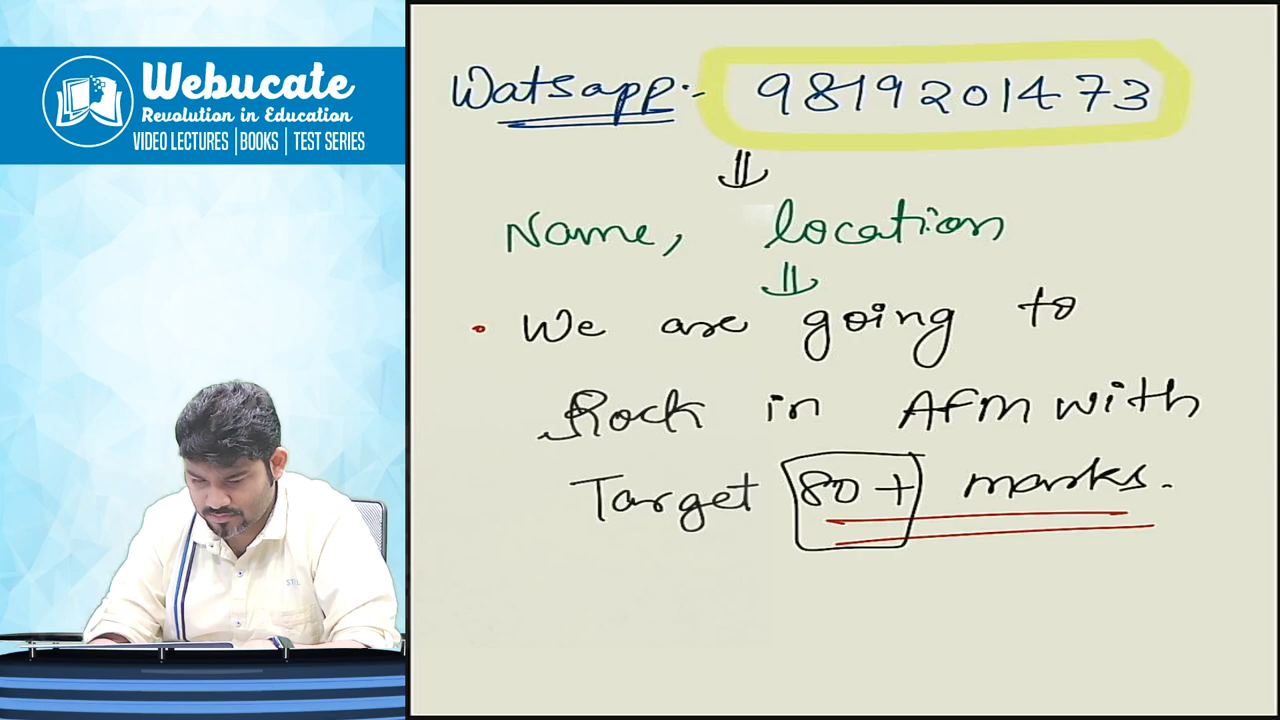 Webucate
Revolution in Education
VIDEO LECTURES | BOOKS | TEST SERIES
Watsapp:- 9819201473
Name, location
• We are going to
Rock in AFM with
Target 80+ marks.